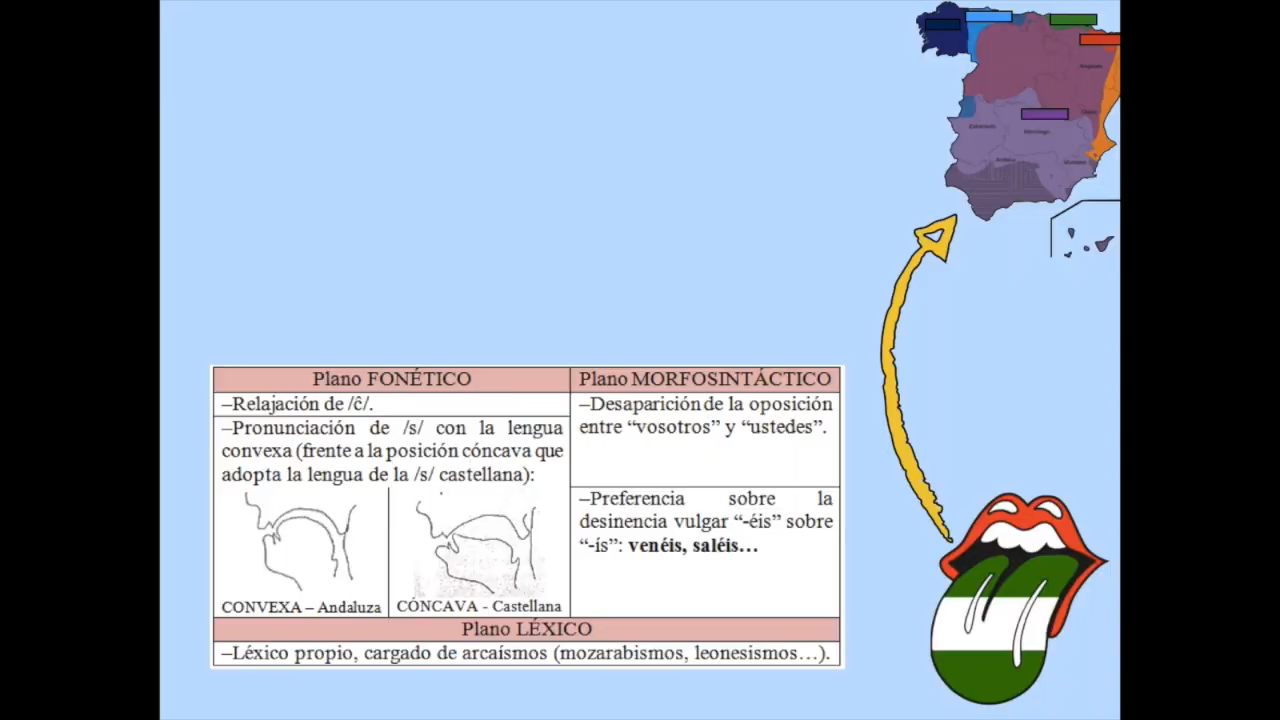 Plano FONÉTICO
–Relajación de /ĉ/.
–Pronunciación de /s/ con la lengua
convexa (frente a la posición cóncava que
adopta la lengua de la /s/ castellana):
CONVEXA – Andaluza
CÓNCAVA - Castellana
Plano MORFOSINTÁCTICO
–Desaparición de la oposición
entre “vosotros” y “ustedes”.
–Preferencia sobre la
desinencia vulgar “-éis” sobre
“-ís”: venéis, saléis…
Plano LÉXICO
–Léxico propio, cargado de arcaísmos (mozarabismos, leonesismos…).